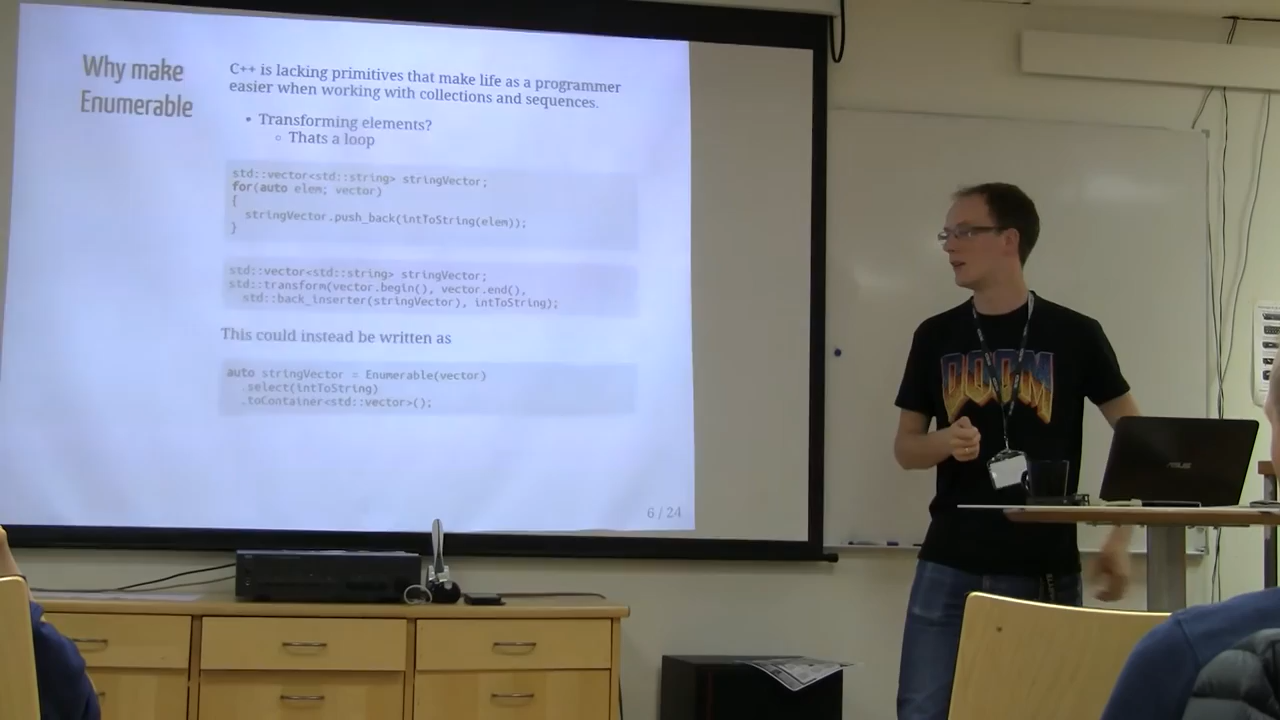 Why make
Enumerable
C++ is lacking primitives that make life as a programmer
easier when working with collections and sequences.
• Transforming elements?
◦ Thats a loop
std::vector<std::string> stringVector;
for(auto elem; vector)
{
stringVector.push_back(intToString(elem));
}
std::vector<std::string> stringVector;
std::transform(vector.begin(), vector.end(),
std::back_inserter(stringVector), intToString);
This could instead be written as
auto stringVector = Enumerable(vector)
.select(intToString)
.toContainer<std::vector>();
6 / 24
DOOM
ASUS